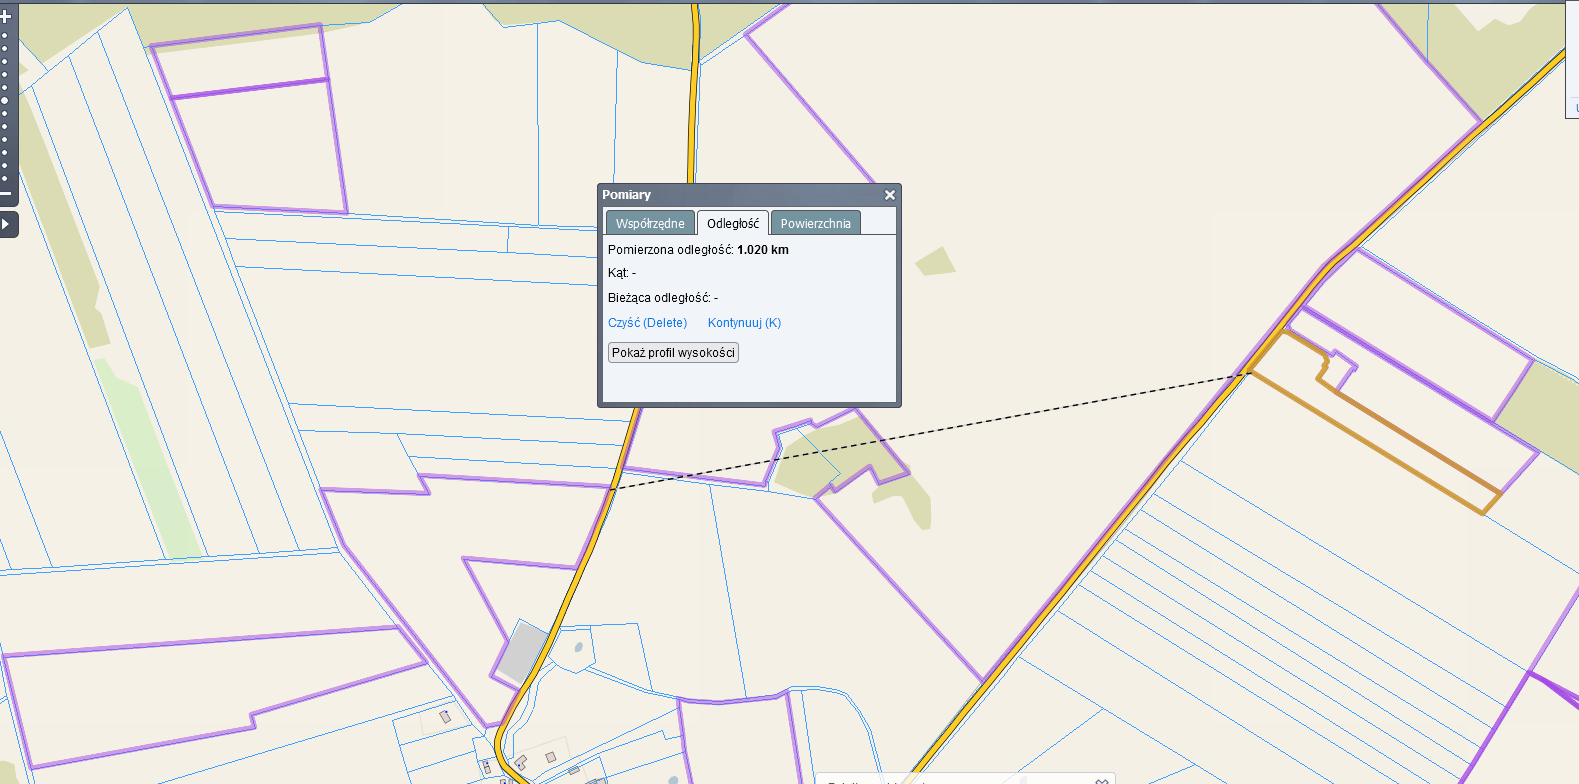 Pomiary
Współrzędne Odległość Powierzchnia
Pomierzona odległość: 1.020 km
Kąt: -
Bieżąca odległość: -
Czyść (Delete) Kontynuuj (K)
Pokaż profil wysokości